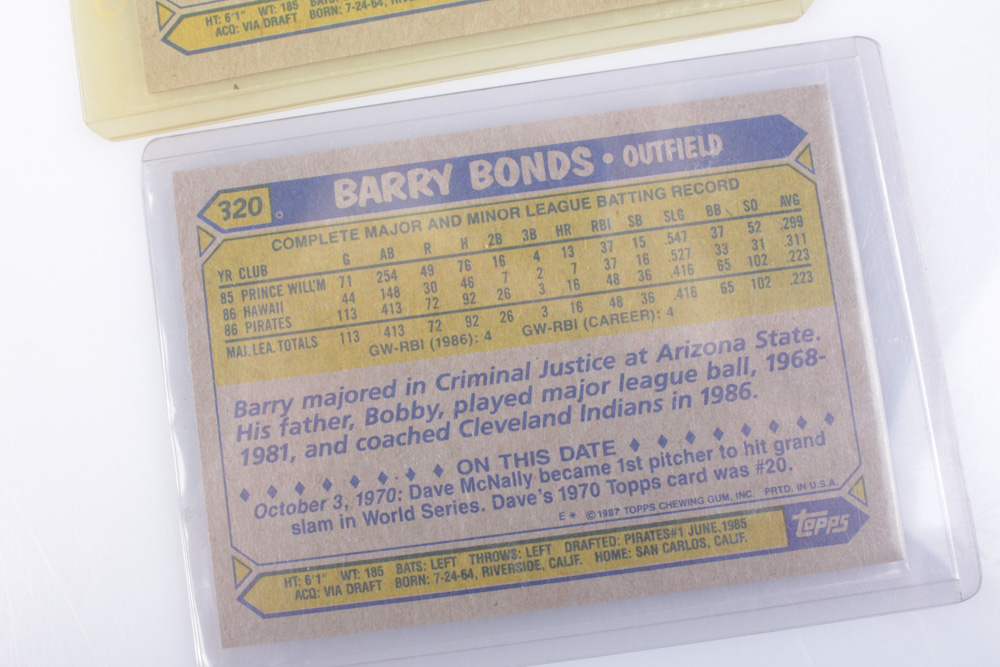 HT: 6'1" WT: 185 BATS:
ACQ: VIA DRAFT BORN: 7-24-64,
320 BARRY BONDS • OUTFIELD
COMPLETE MAJOR AND MINOR LEAGUE BATTING RECORD
YR CLUB G AB R H 2B 3B HR RBI SB SLG BB SO AVG
85 PRINCE WILL'M 71 254 49 76 16 4 13 37 15 .547 37 52 .299
86 HAWAII 44 148 30 46 7 2 7 37 16 .527 33 31 .311
86 PIRATES 113 413 72 92 26 3 16 48 36 .416 65 102 .223
MAJ. LEA. TOTALS 113 413 72 92 26 3 16 48 36 .416 65 102 .223
GW-RBI (1986): 4 GW-RBI (CAREER): 4
Barry majored in Criminal Justice at Arizona State.
His father, Bobby, played major league ball, 1968-
1981, and coached Cleveland Indians in 1986.
ON THIS DATE
October 3, 1970: Dave McNally became 1st pitcher to hit grand
slam in World Series. Dave's 1970 Topps card was #20.
E * © 1987 TOPPS CHEWING GUM, INC. PRTD. IN U.S.A.
Topps
HT: 6'1" WT: 185 BATS: LEFT THROWS: LEFT DRAFTED: PIRATES#1 JUNE, 1985
ACQ: VIA DRAFT BORN: 7-24-64, RIVERSIDE, CALIF. HOME: SAN CARLOS, CALIF.